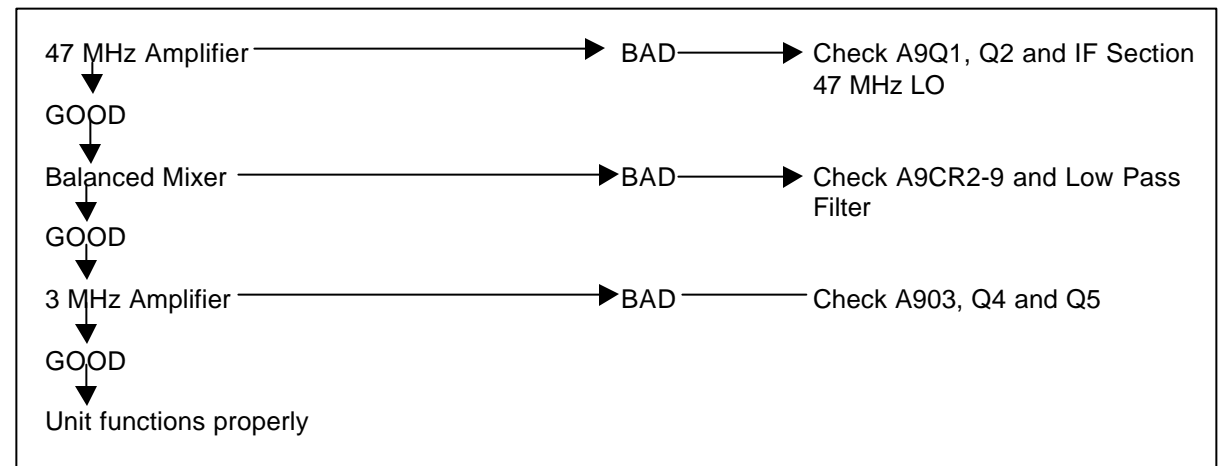 47 MHz Amplifier BAD Check A9Q1, Q2 and IF Section
47 MHz LO
GOOD
Balanced Mixer BAD Check A9CR2-9 and Low Pass
Filter
GOOD
3 MHz Amplifier BAD Check A903, Q4 and Q5
GOOD
Unit functions properly